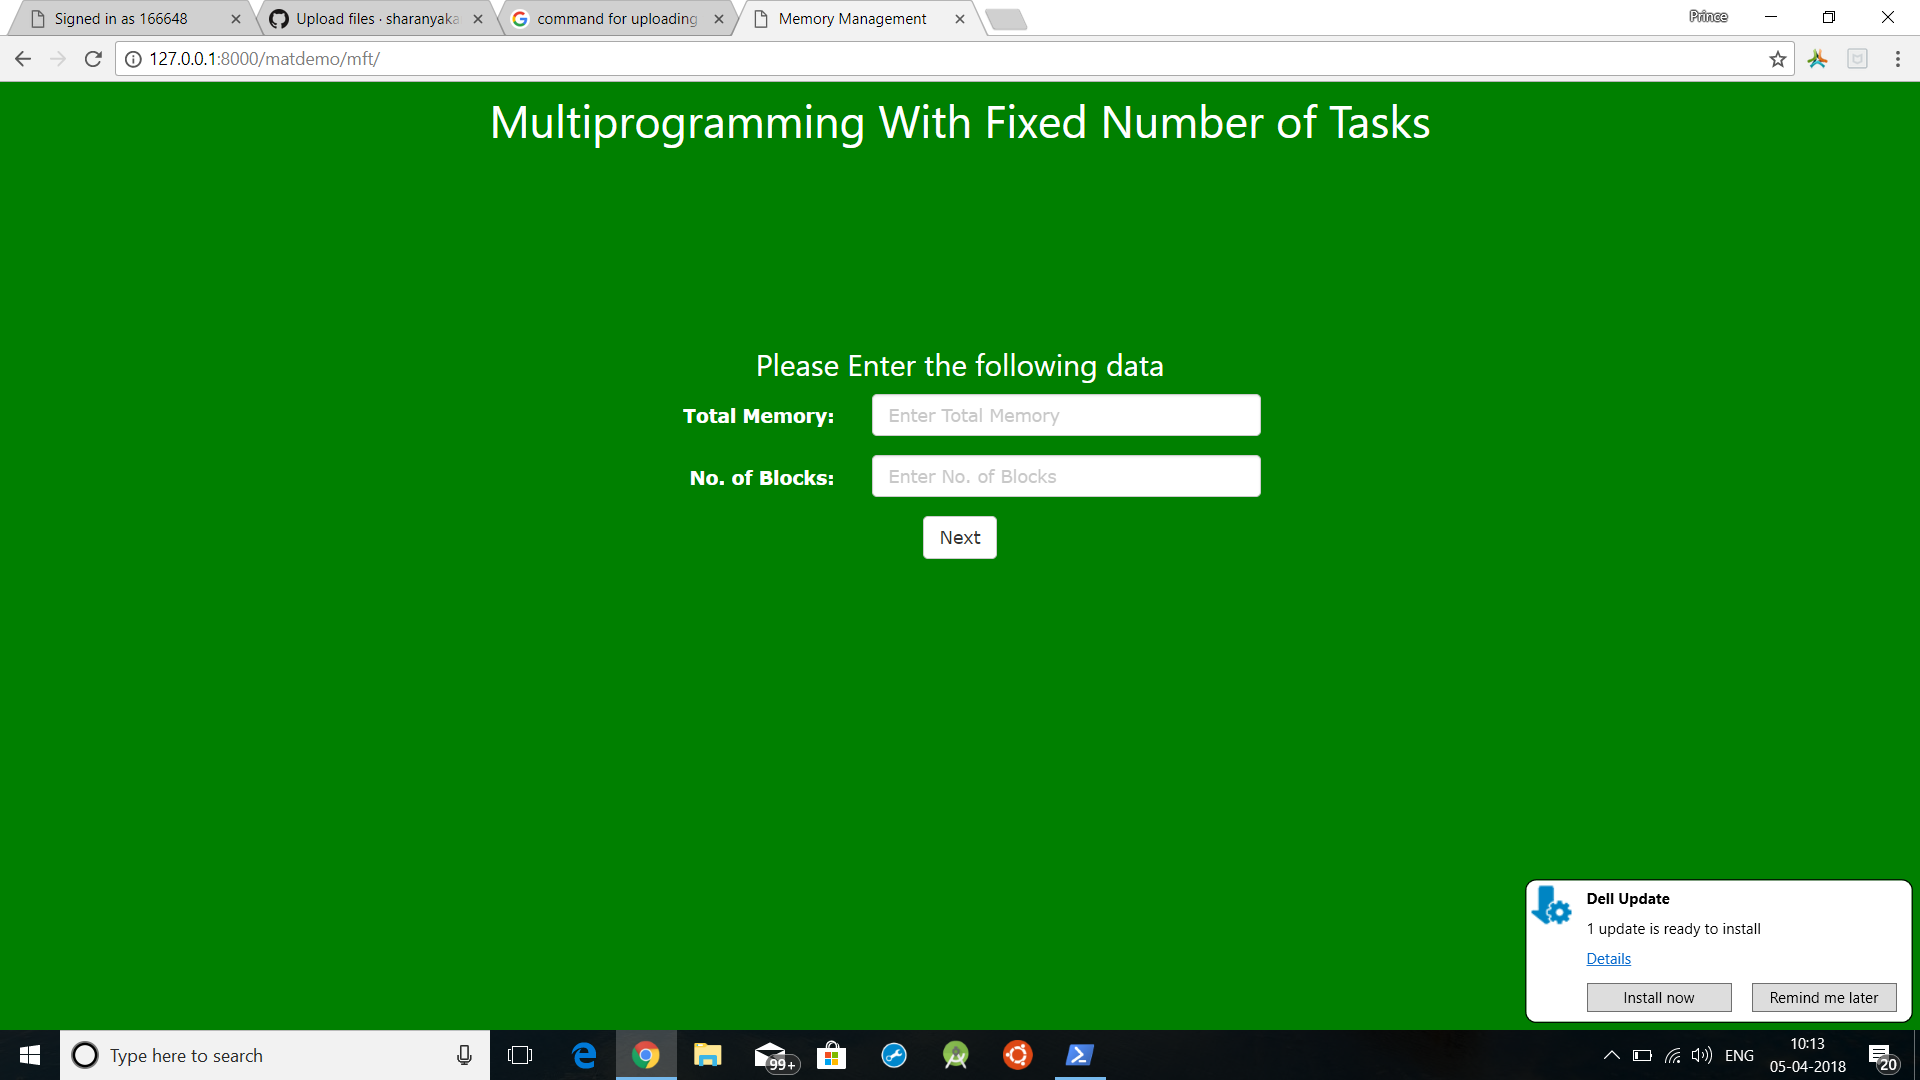 Signed in as 166648
Upload files · sharanyaka
command for uploading
Memory Management
Prince
127.0.0.1:8000/matdemo/mft/
Multiprogramming With Fixed Number of Tasks
Please Enter the following data
Total Memory:
Enter Total Memory
No. of Blocks:
Enter No. of Blocks
Next
Dell Update
1 update is ready to install
Details
Install now
Remind me later
Type here to search
99+
ENG
10:13
05-04-2018
20